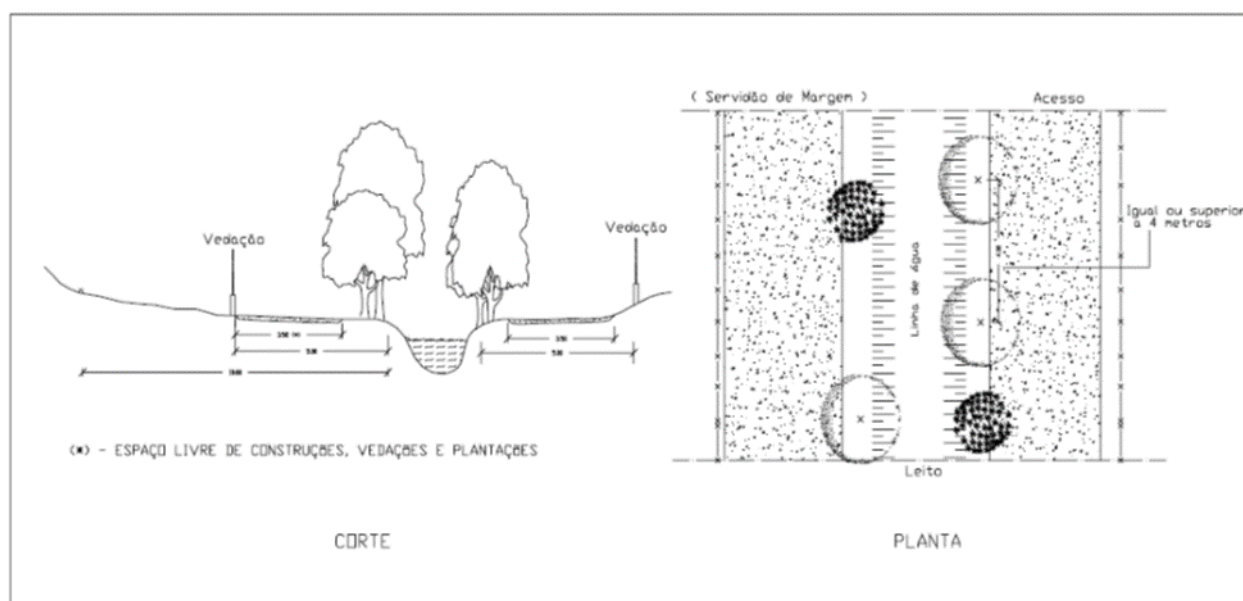 ( Servidão de Margem )
Acesso
Vedação
Vedação
Igual ou superior
a 4 metros
Linha de água
Leito
(*) - ESPAÇO LIVRE DE CONSTRUÇÕES, VEDAÇÕES E PLANTAÇÕES
CORTE
PLANTA